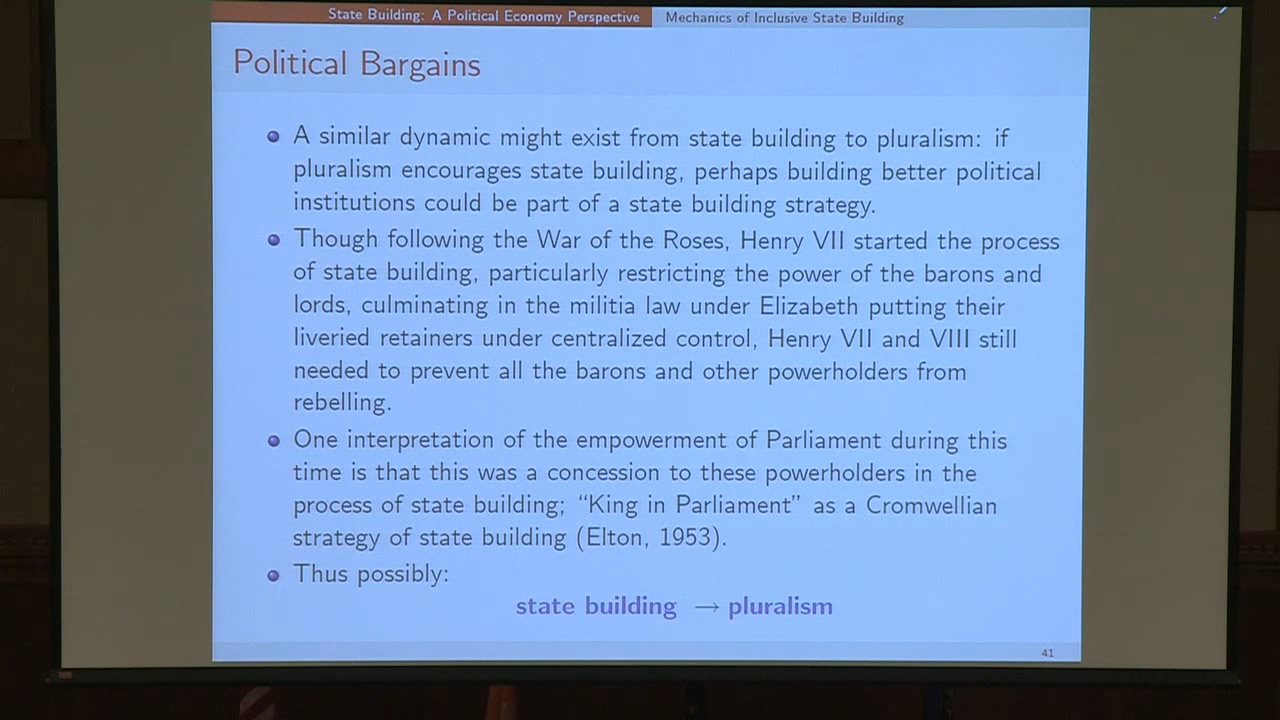 State Building: A Political Economy Perspective Mechanics of Inclusive State Building
Political Bargains
A similar dynamic might exist from state building to pluralism: if
pluralism encourages state building, perhaps building better political
institutions could be part of a state building strategy.
Though following the War of the Roses, Henry VII started the process
of state building, particularly restricting the power of the barons and
lords, culminating in the militia law under Elizabeth putting their
liveried retainers under centralized control, Henry VII and VIII still
needed to prevent all the barons and other powerholders from
rebelling.
One interpretation of the empowerment of Parliament during this
time is that this was a concession to these powerholders in the
process of state building; “King in Parliament” as a Cromwellian
strategy of state building (Elton, 1953).
Thus possibly:
state building → pluralism
41